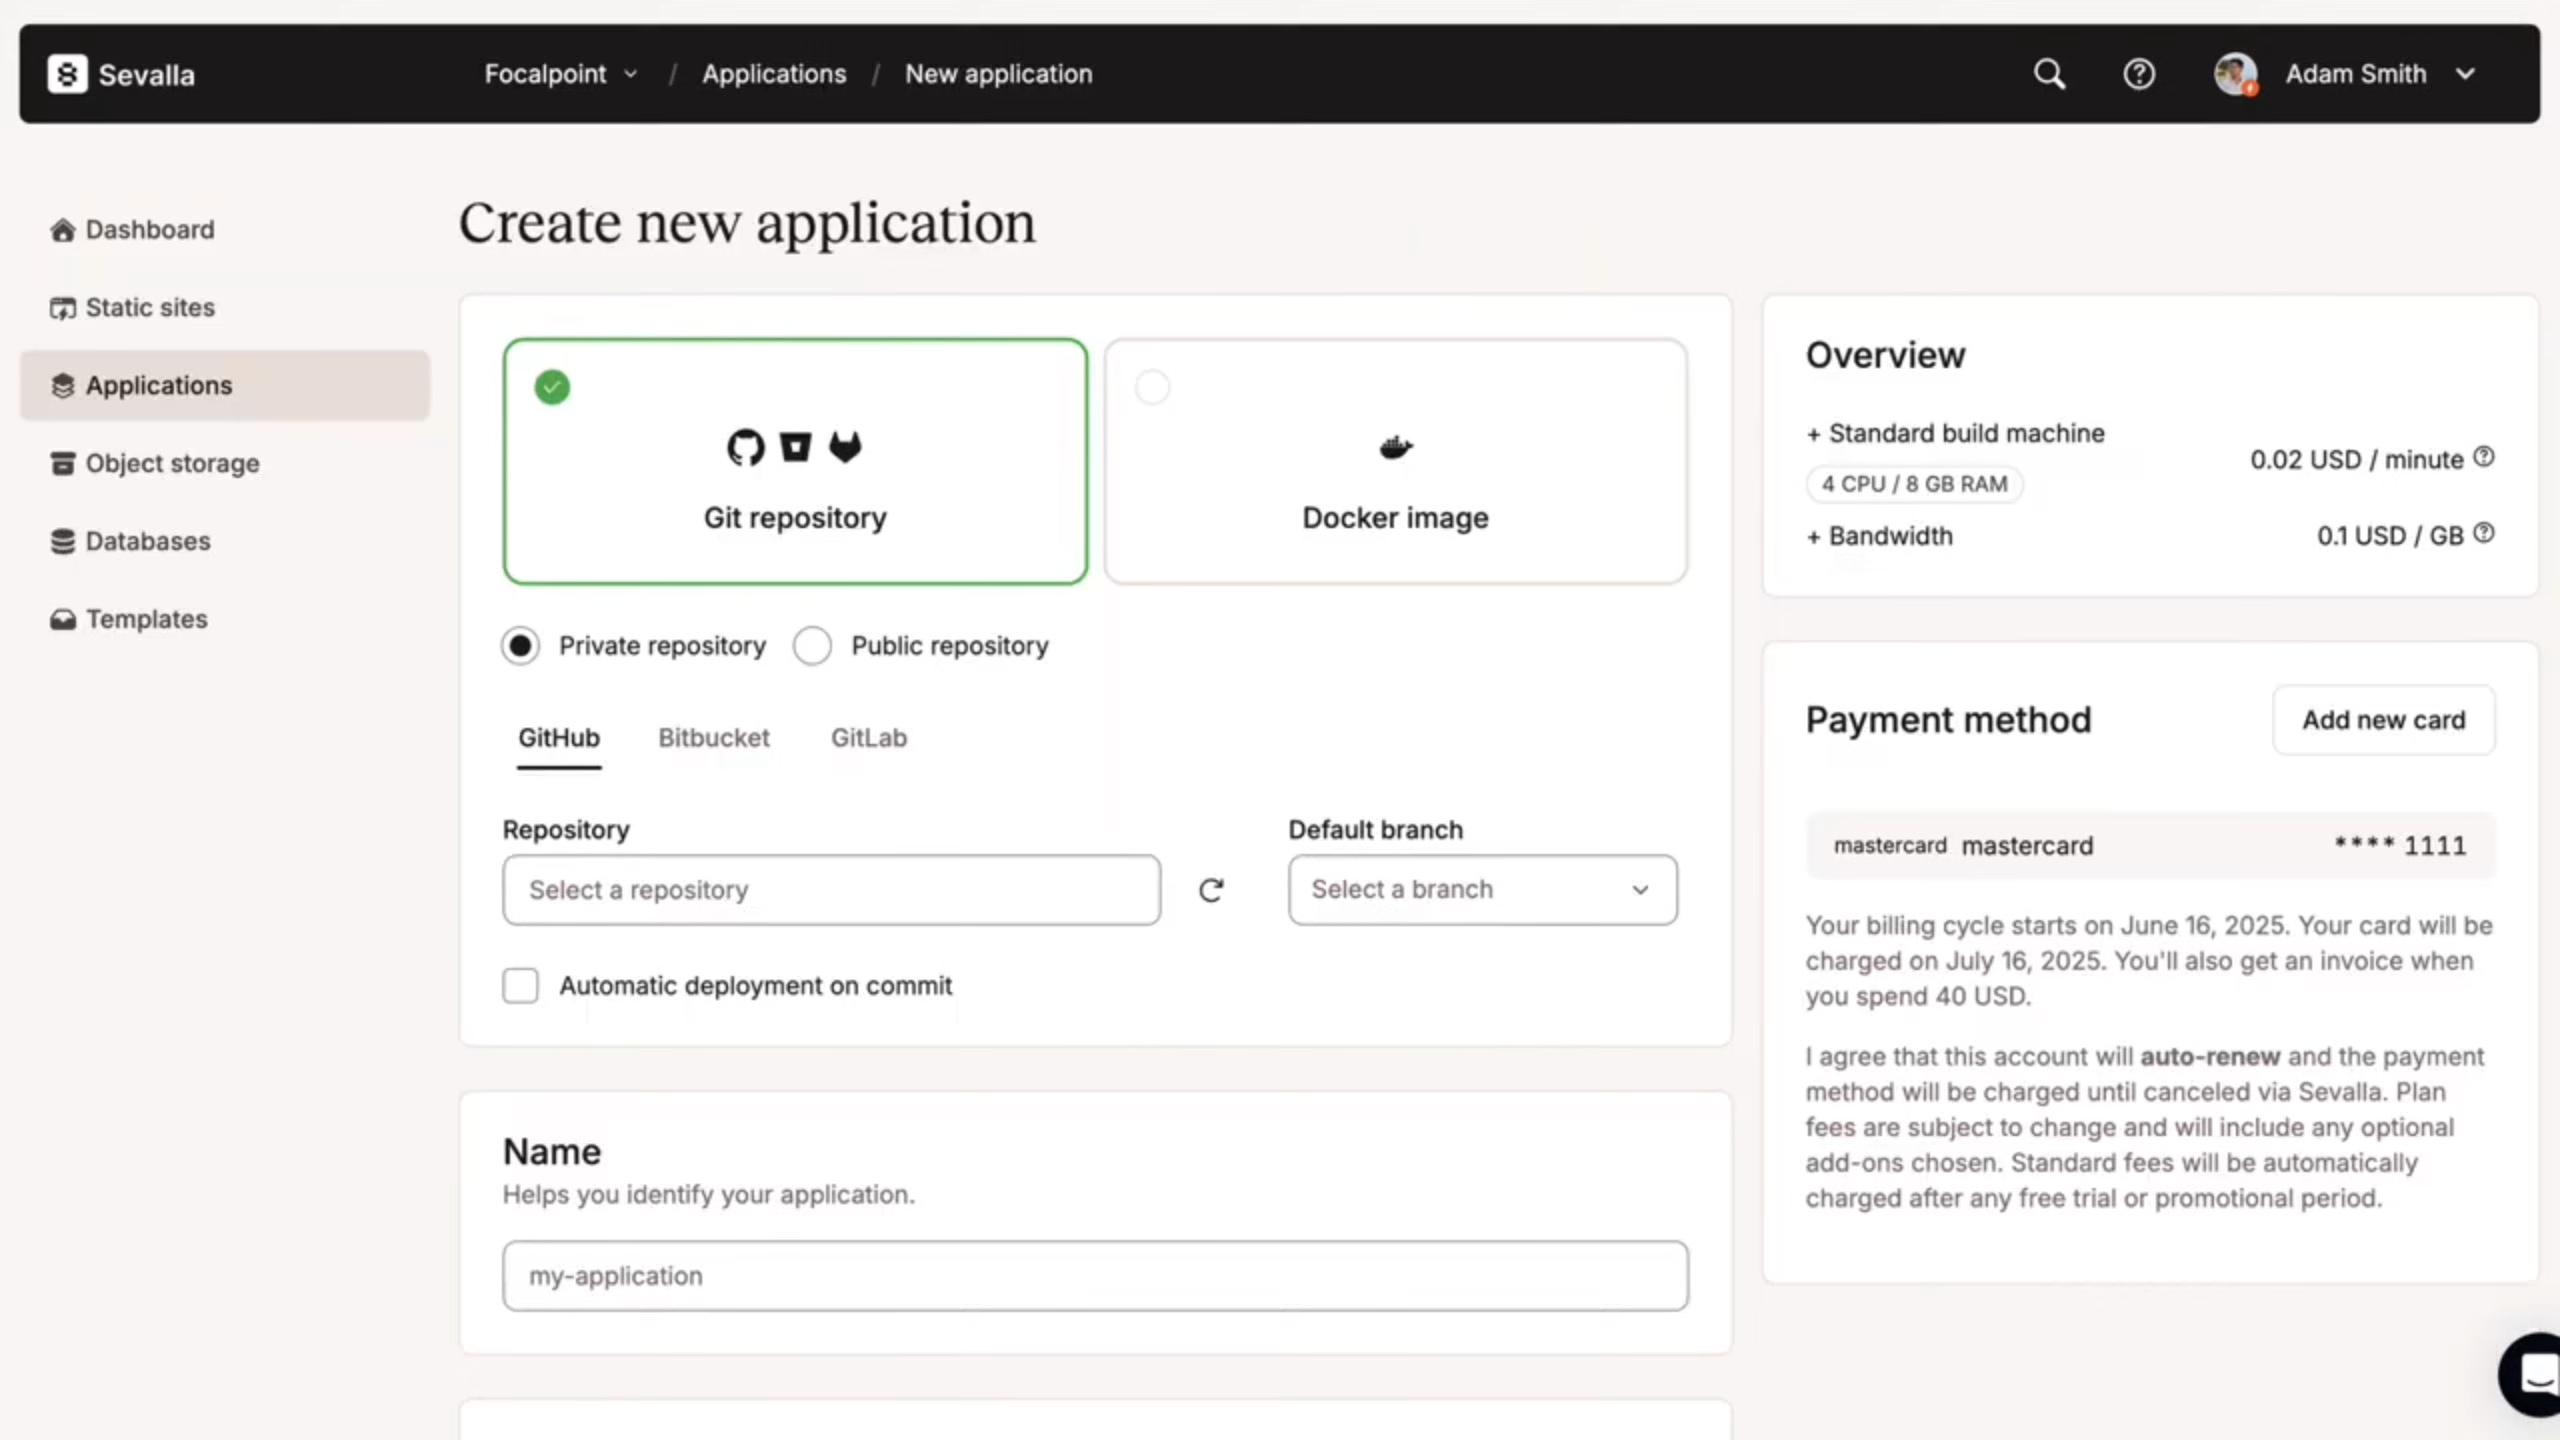 Sevalla
Focalpoint / Applications / New application
Adam Smith
Dashboard
Static sites
Applications
Object storage
Databases
Templates
Create new application
Git repository
Docker image
Private repository
Public repository
GitHub
Bitbucket
GitLab
Repository
Select a repository
Default branch
Select a branch
Automatic deployment on commit
Name
Helps you identify your application.
my-application
Overview
+ Standard build machine
4 CPU / 8 GB RAM
0.02 USD / minute
+ Bandwidth
0.1 USD / GB
Payment method
Add new card
mastercard mastercard
**** 1111
Your billing cycle starts on June 16, 2025. Your card will be
charged on July 16, 2025. You'll also get an invoice when
you spend 40 USD.
I agree that this account will auto-renew and the payment
method will be charged until canceled via Sevalla. Plan
fees are subject to change and will include any optional
add-ons chosen. Standard fees will be automatically
charged after any free trial or promotional period.